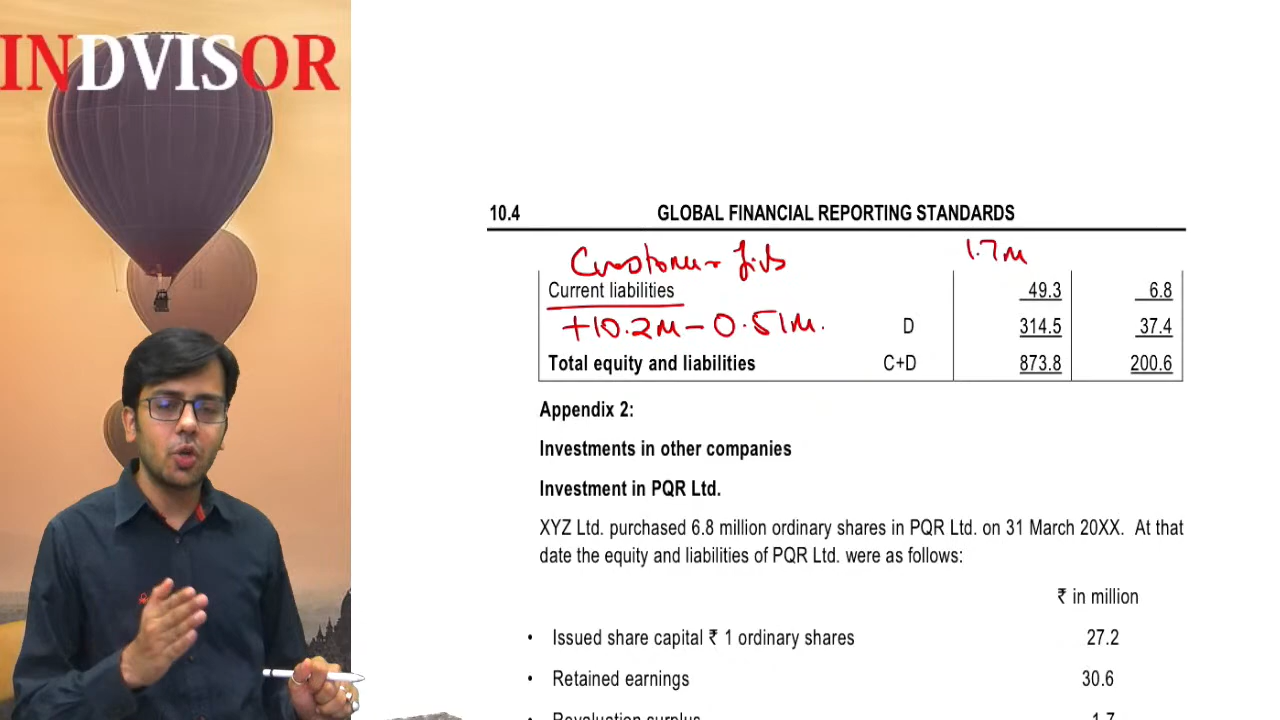 INDVISOR
10.4 GLOBAL FINANCIAL REPORTING STANDARDS
Customer 1.7M
Current liabilities 49.3 6.8
+10.2M - 0.51M. D 314.5 37.4
Total equity and liabilities C+D 873.8 200.6
Appendix 2:
Investments in other companies
Investment in PQR Ltd.
XYZ Ltd. purchased 6.8 million ordinary shares in PQR Ltd. on 31 March 20XX. At that
date the equity and liabilities of PQR Ltd. were as follows:
₹ in million
• Issued share capital ₹ 1 ordinary shares 27.2
• Retained earnings 30.6
• Revaluation surplus 1.7